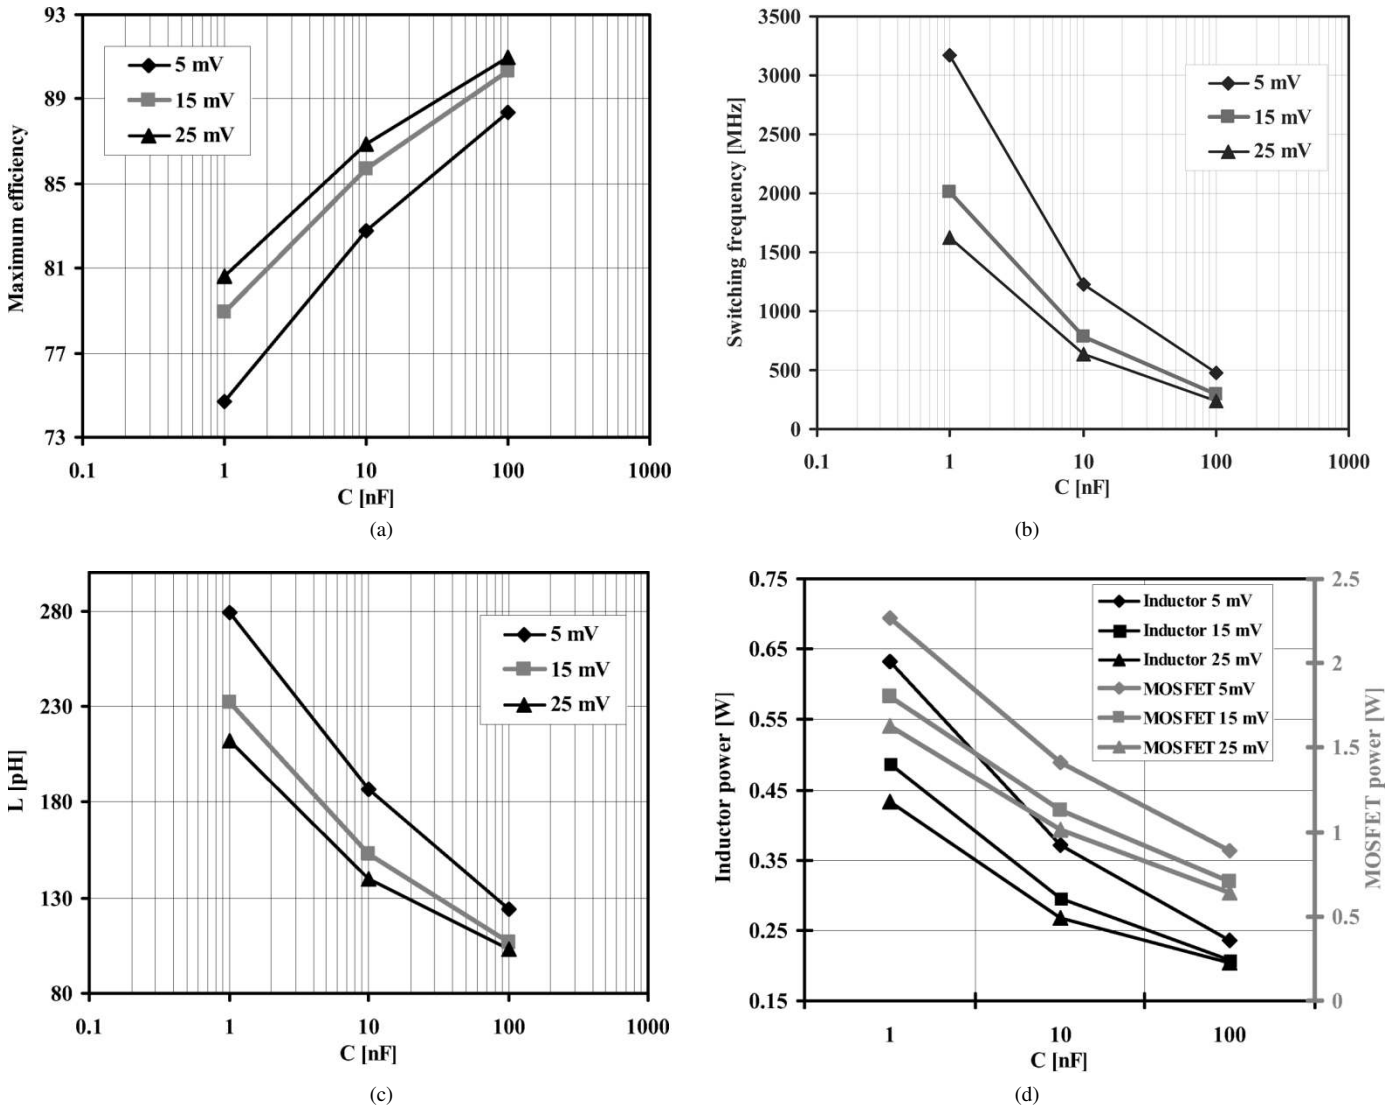 93
89
85
81
77
73
Maximum efficiency
5 mV
15 mV
25 mV
0.1 1 10 100 1000
C [nF]
(a)
3500
3000
2500
2000
1500
1000
500
0
Switching frequency [MHz]
5 mV
15 mV
25 mV
0.1 1 10 100 1000
C [nF]
(b)
280
230
180
130
80
L [pH]
5 mV
15 mV
25 mV
0.1 1 10 100 1000
C [nF]
(c)
0.75
0.65
0.55
0.45
0.35
0.25
0.15
Inductor power [W]
Inductor 5 mV
Inductor 15 mV
Inductor 25 mV
MOSFET 5mV
MOSFET 15 mV
MOSFET 25 mV
2.5
2
1.5
1
0.5
0
MOSFET power [W]
1 10 100
C [nF]
(d)